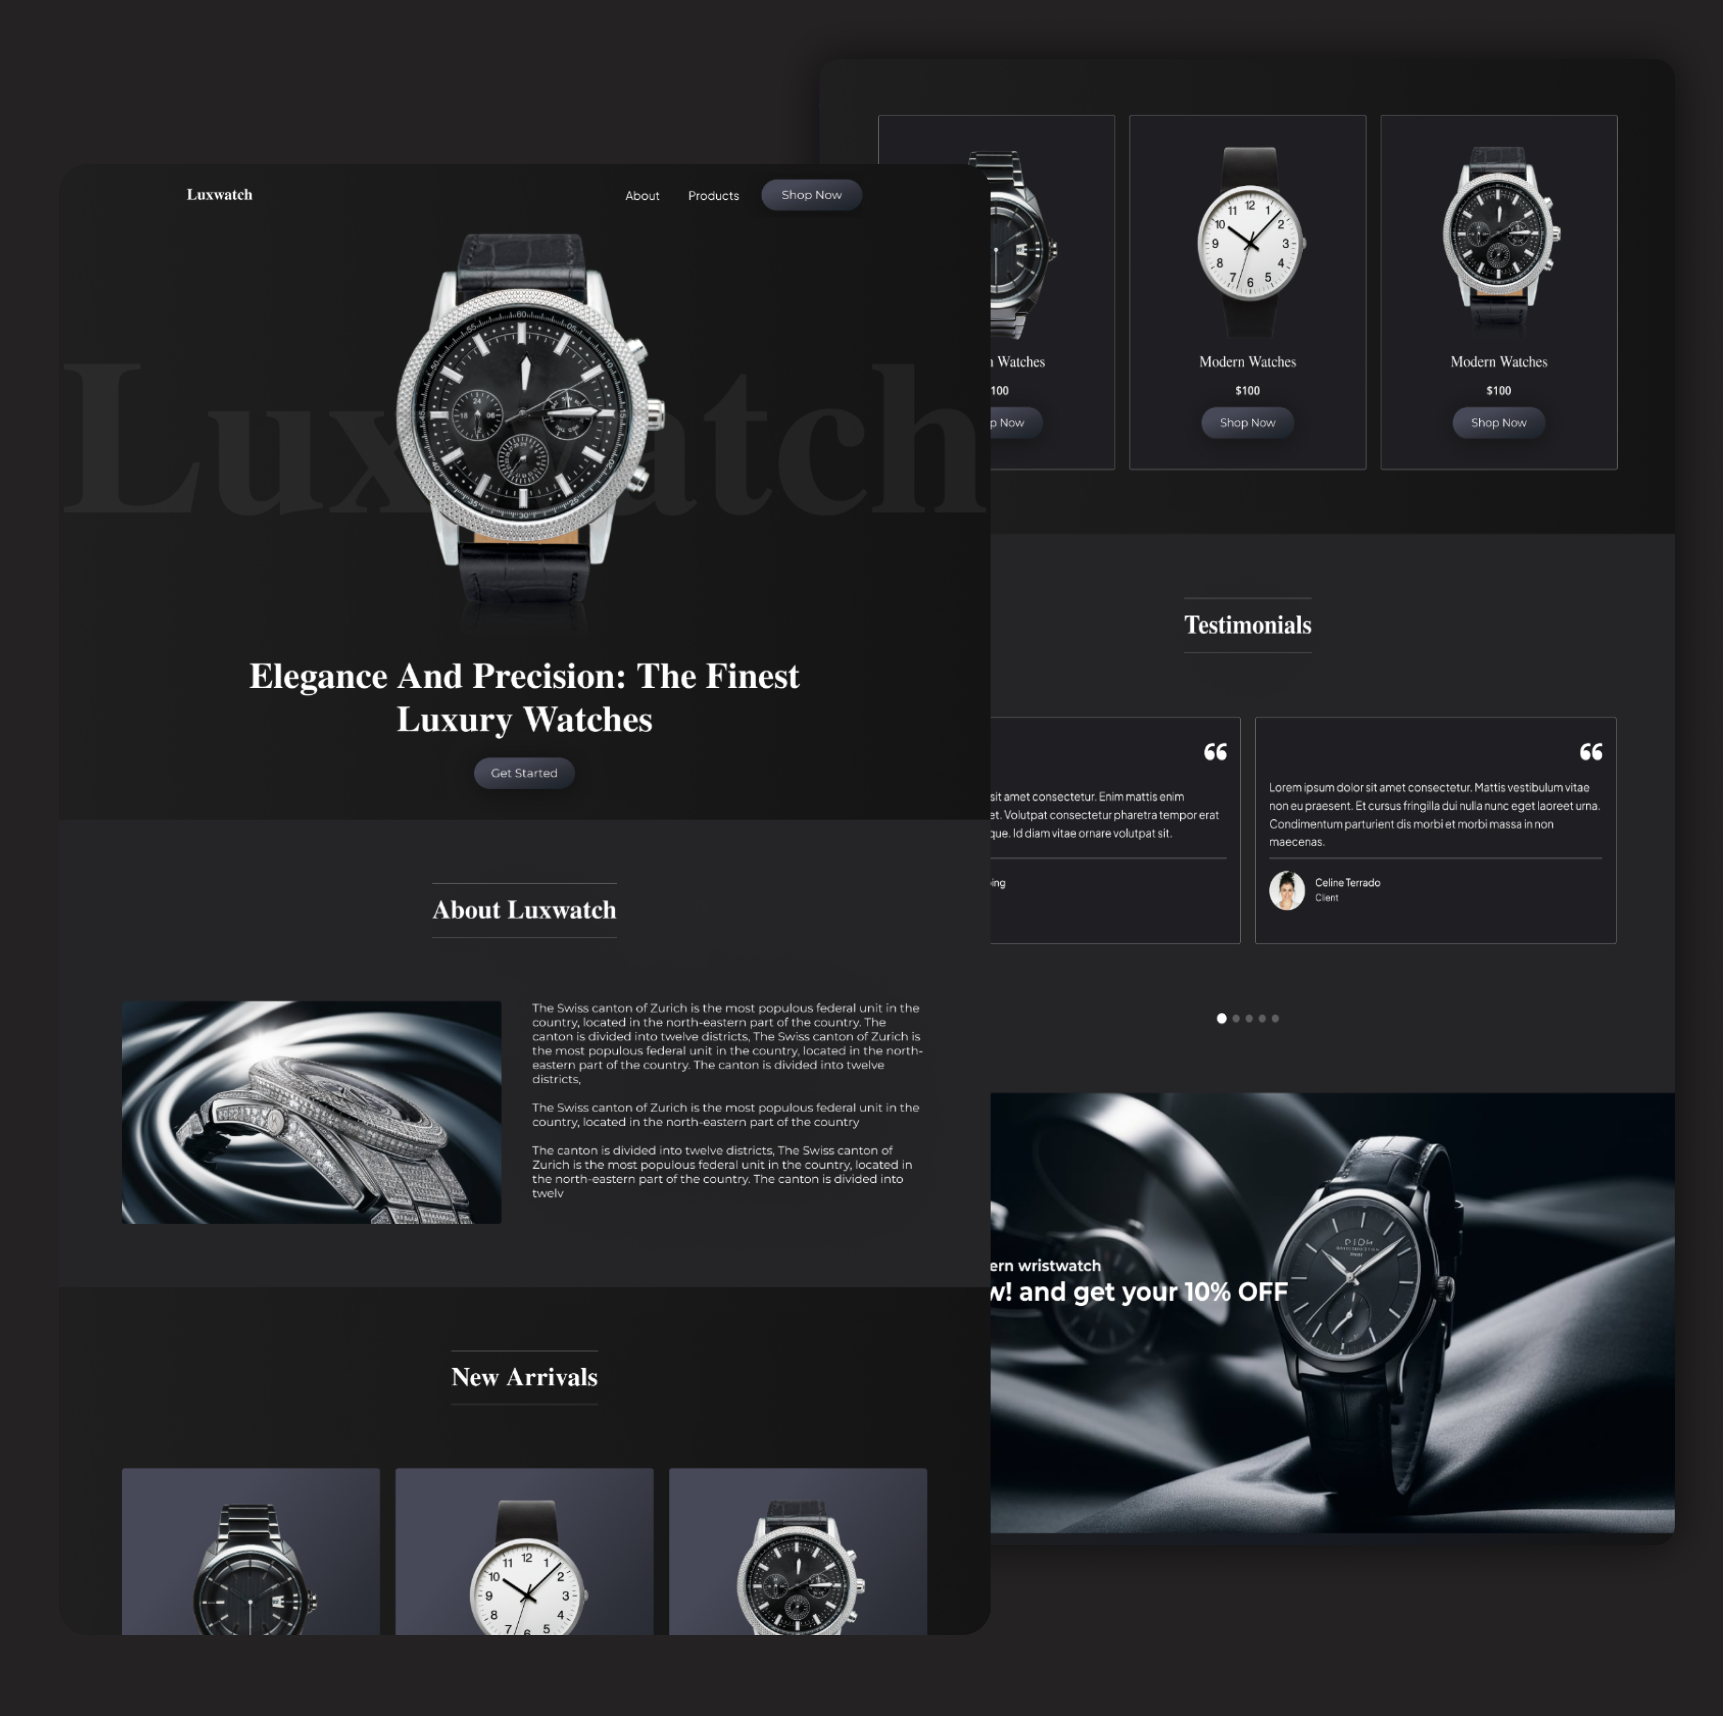 Luxwatch
About
Products
Shop Now
Luxwatch
Elegance And Precision: The Finest
Luxury Watches
Get Started
About Luxwatch
The Swiss canton of Zurich is the most populous federal unit in the
country, located in the north-eastern part of the country. The
canton is divided into twelve districts, The Swiss canton of Zurich is
the most populous federal unit in the country, located in the north-
eastern part of the country. The canton is divided into twelve
districts,
The Swiss canton of Zurich is the most populous federal unit in the
country, located in the north-eastern part of the country
The canton is divided into twelve districts, The Swiss canton of
Zurich is the most populous federal unit in the country, located in
the north-eastern part of the country. The canton is divided into
twelv
New Arrivals
n Watches
100
p Now
Modern Watches
$100
Shop Now
Modern Watches
$100
Shop Now
Testimonials
sit amet consectetur. Enim mattis enim
et. Volutpat consectetur pharetra tempor erat
que. Id diam vitae ornare volutpat sit.
ing
Lorem ipsum dolor sit amet consectetur. Mattis vestibulum vitae
non eu praesent. Et cursus fringilla dui nulla nunc eget laoreet urna.
Condimentum parturient dis morbi et morbi massa in non
maecenas.
Celine Terrado
Client
ern wristwatch
w! and get your 10% OFF